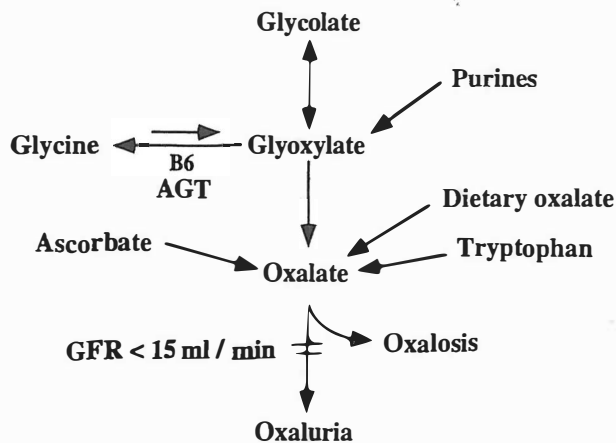 Glycolate
Purines
Glycine
Glyoxylate
B6
AGT
Dietary oxalate
Ascorbate
Tryptophan
Oxalate
GFR < 15 ml / min
Oxalosis
Oxaluria